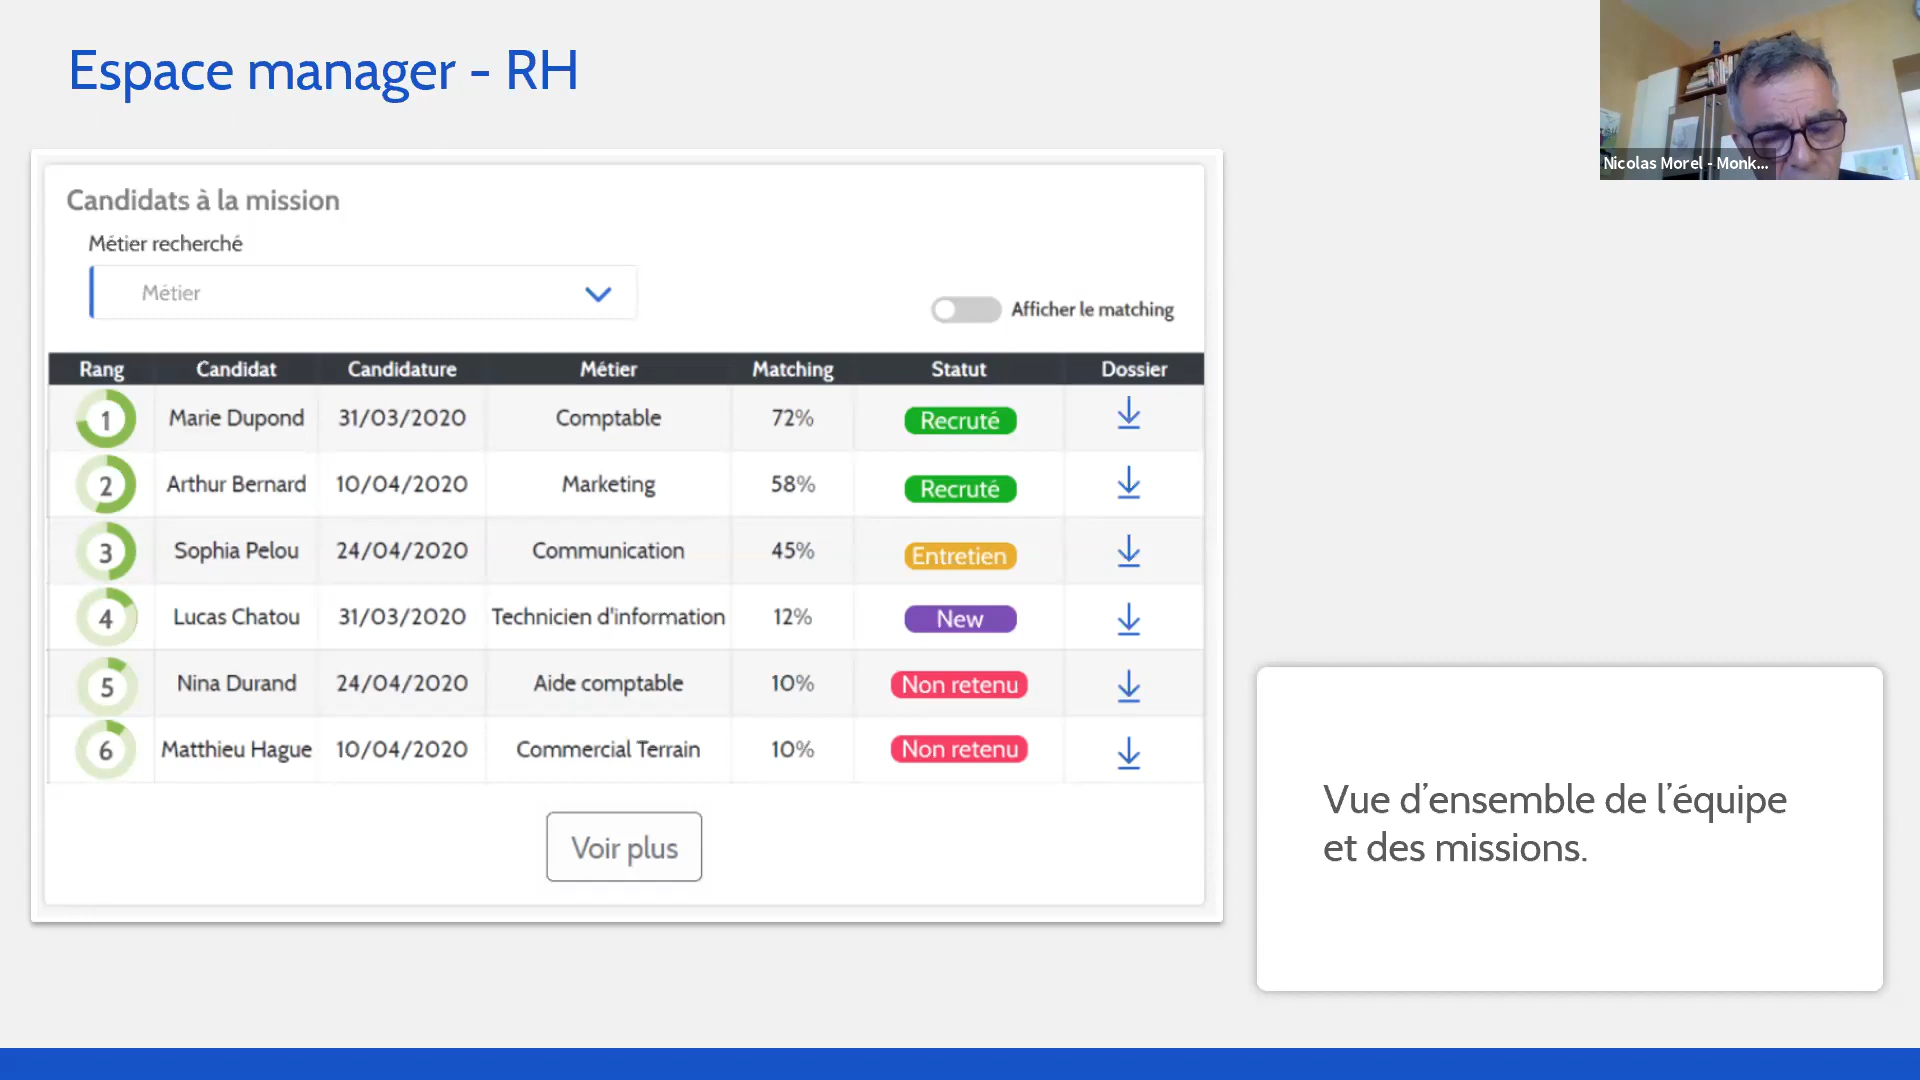 Espace manager - RH
Nicolas Morel - Monk...
Candidats à la mission
Métier recherché
Métier
Afficher le matching
Rang Candidat Candidature Métier Matching Statut Dossier
1 Marie Dupond 31/03/2020 Comptable 72% Recruté
2 Arthur Bernard 10/04/2020 Marketing 58% Recruté
3 Sophia Pelou 24/04/2020 Communication 45% Entretien
4 Lucas Chatou 31/03/2020 Technicien d'information 12% New
5 Nina Durand 24/04/2020 Aide comptable 10% Non retenu
6 Matthieu Hague 10/04/2020 Commercial Terrain 10% Non retenu
Voir plus
Vue d’ensemble de l’équipe
et des missions.